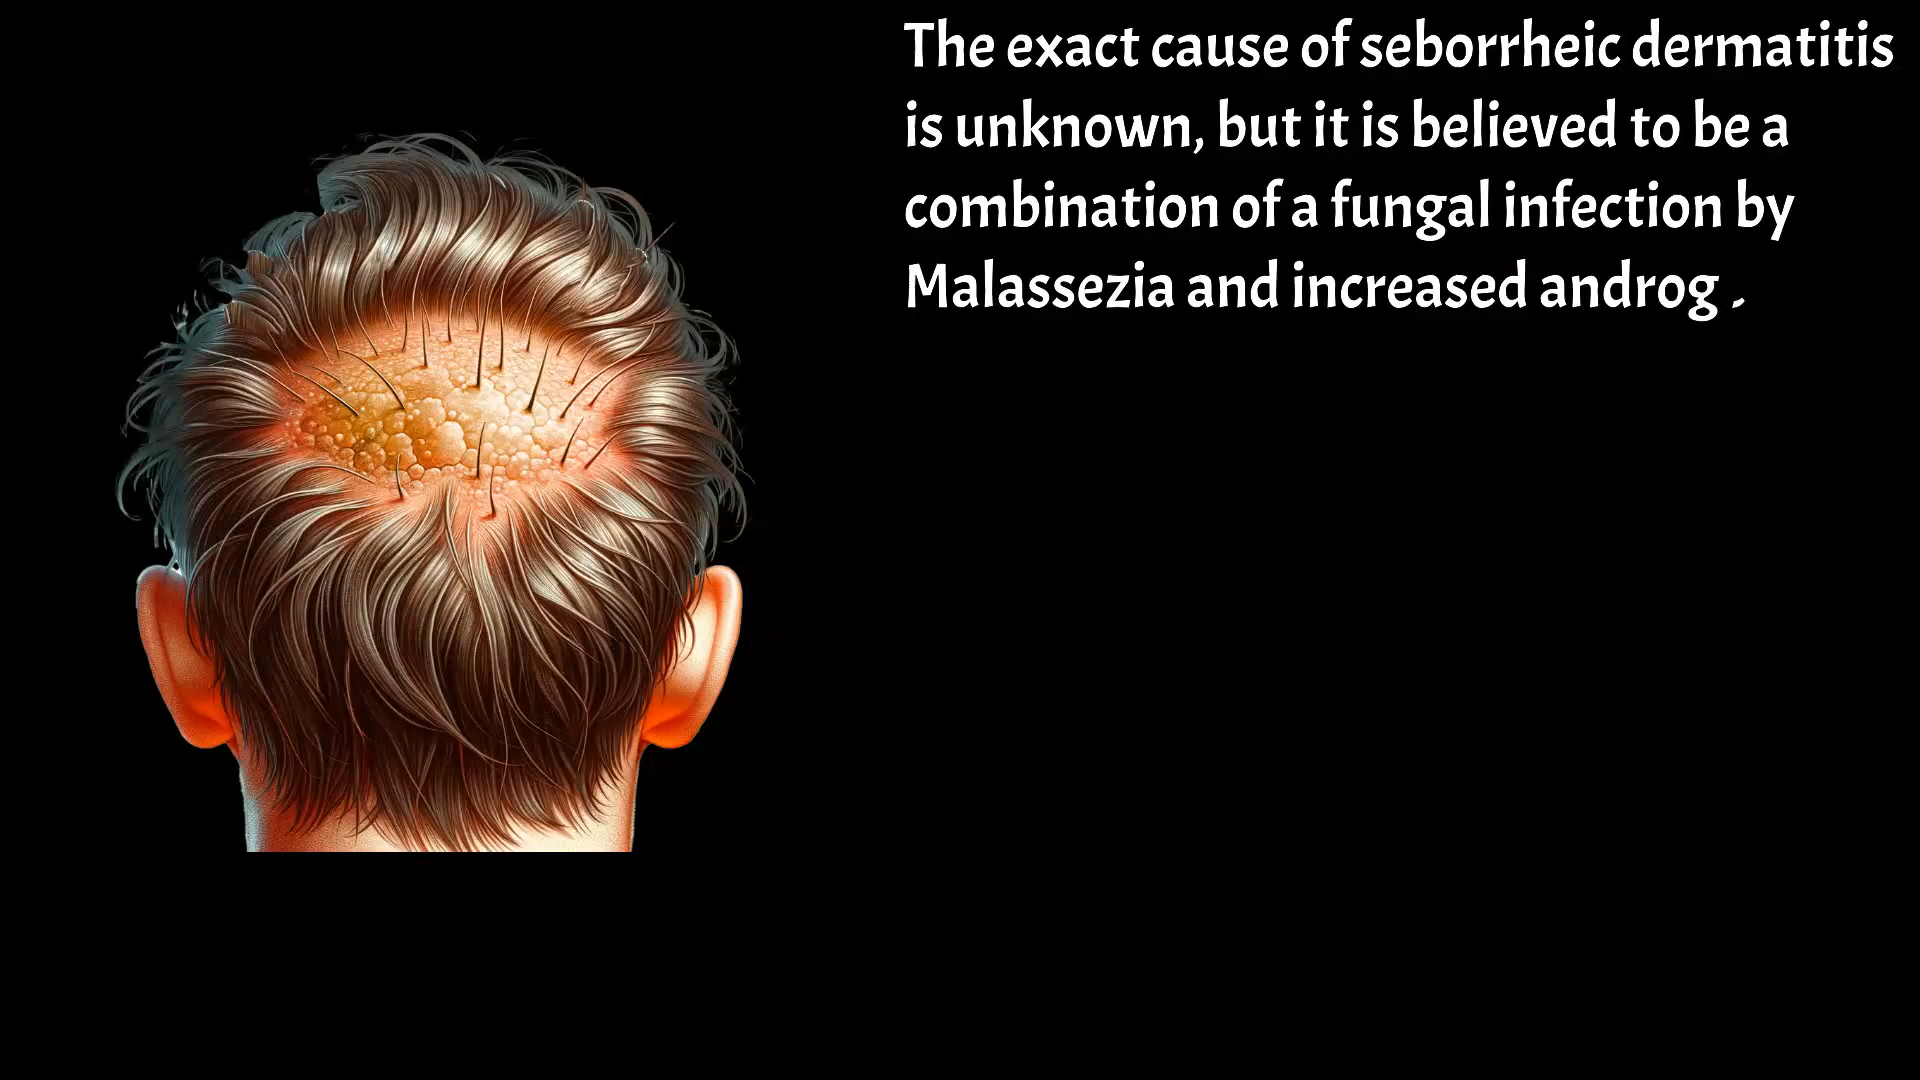 The exact cause of seborrheic dermatitis
is unknown, but it is believed to be a
combination of a fungal infection by
Malassezia and increased androg